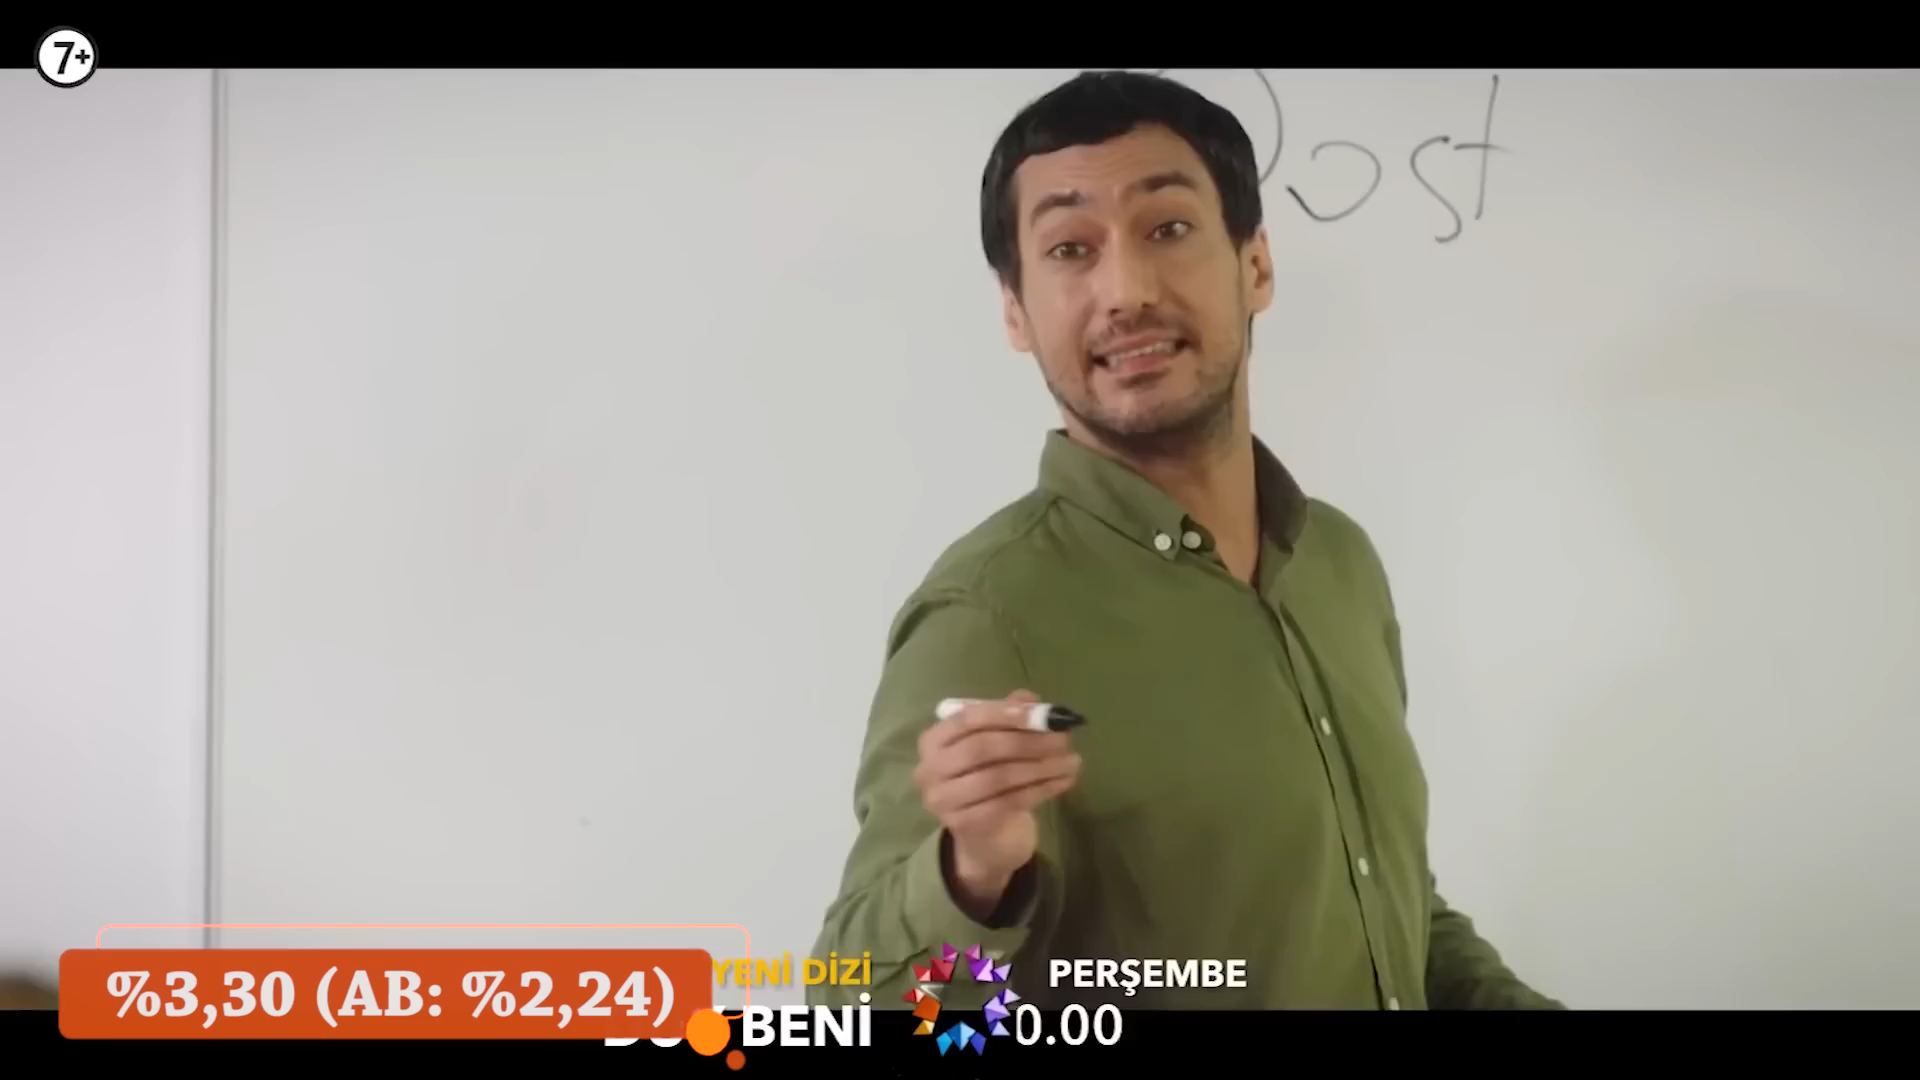 7+
ost
YENİ DİZİ
PERŞEMBE
%3,30 (AB: %2,24)
BENİ
0.00